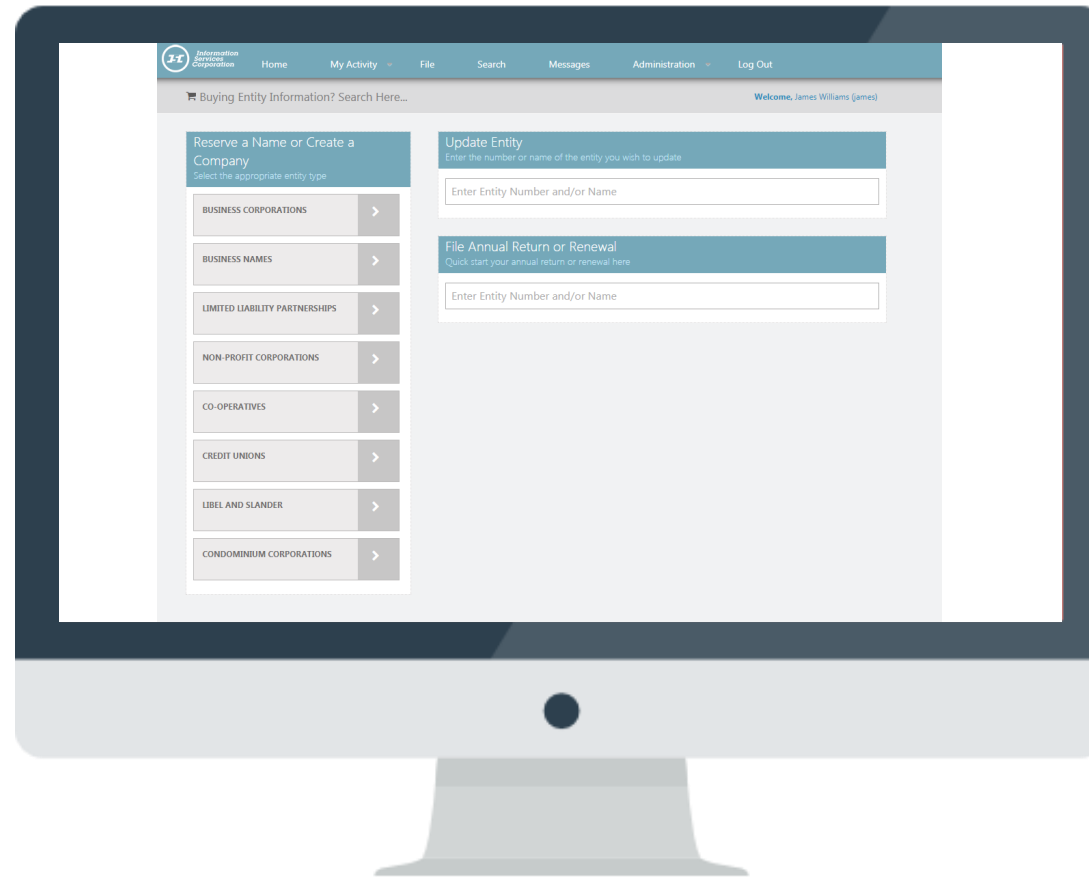 Information
Services
Corporation
Home My Activity File Search Messages Administration Log Out
Buying Entity Information? Search Here...
Welcome, James Williams (james)
Reserve a Name or Create a
Company
Select the appropriate entity type
BUSINESS CORPORATIONS
BUSINESS NAMES
LIMITED LIABILITY PARTNERSHIPS
NON-PROFIT CORPORATIONS
CO-OPERATIVES
CREDIT UNIONS
LIBEL AND SLANDER
CONDOMINIUM CORPORATIONS
Update Entity
Enter the number or name of the entity you wish to update
Enter Entity Number and/or Name
File Annual Return or Renewal
Quick start your annual return or renewal here
Enter Entity Number and/or Name